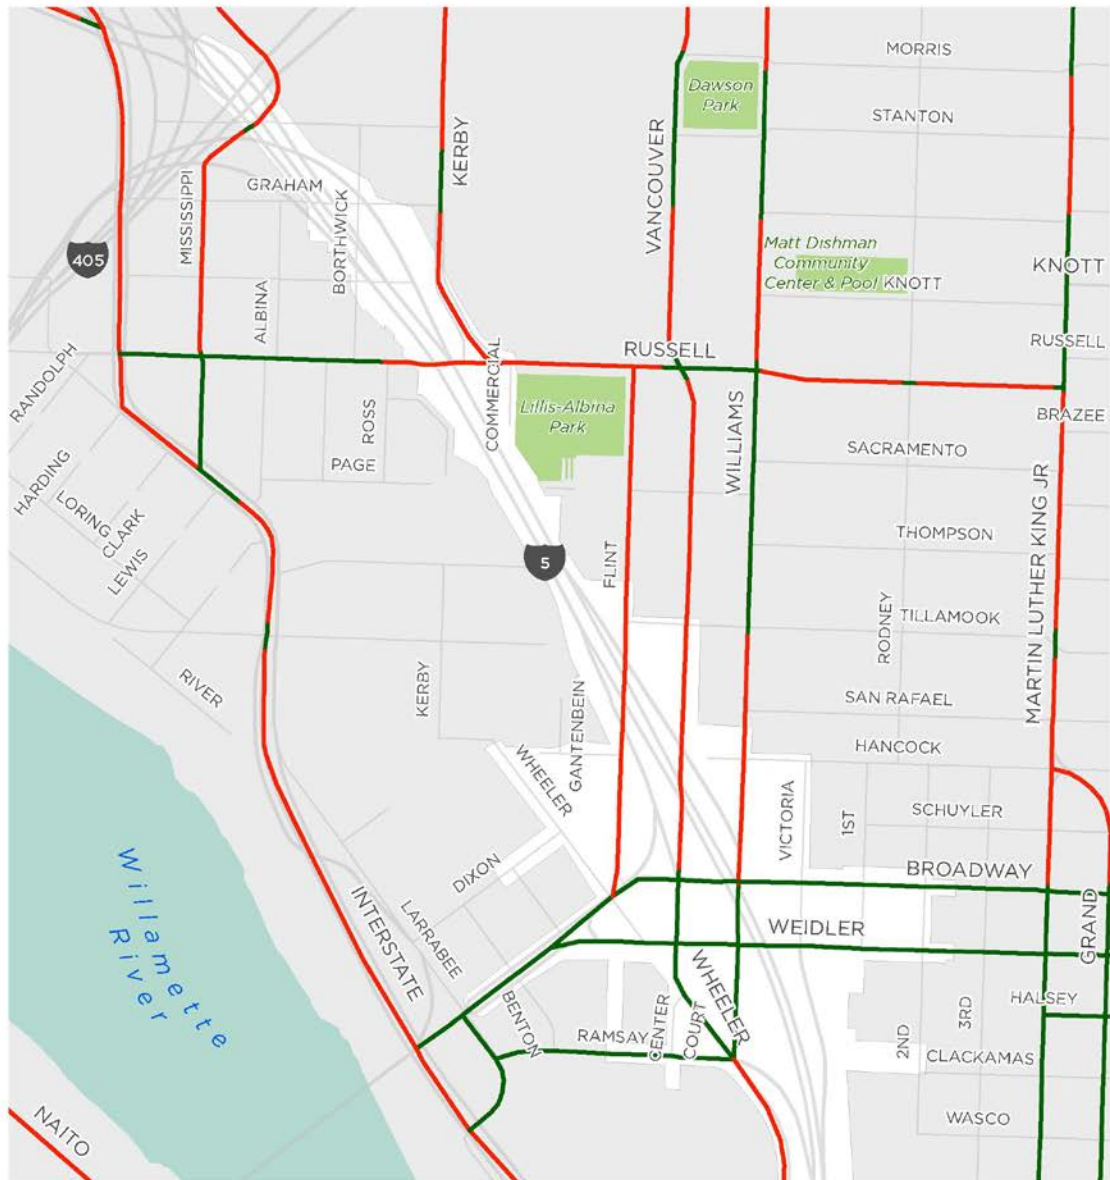 MORRIS
Dawson
Park
STANTON
KERBY
VANCOUVER
MISSISSIPPI
GRAHAM
BORTHWICK
405
Matt Dishman
Community
Center & Pool
KNOTT
KNOTT
ALBINA
RUSSELL
RUSSELL
RANDOLPH
COMMERCIAL
Lillis-Albina
Park
ROSS
WILLIAMS
BRAZEE
SACRAMENTO
PAGE
HARDING
LORING
CLARK
LEWIS
MARTIN LUTHER KING JR
THOMPSON
5
FLINT
RODNEY
TILLAMOOK
RIVER
KERBY
GANTENBEIN
SAN RAFAEL
HANCOCK
WHEELER
VICTORIA
1ST
SCHUYLER
BROADWAY
DIXON
Willamette
River
INTERSTATE
LARRABEE
WEIDLER
GRAND
WHEELER
BENTON
CENTER
COURT
RAMSAY
2ND
3RD
HALSEY
CLACKAMAS
WASCO
NAITO